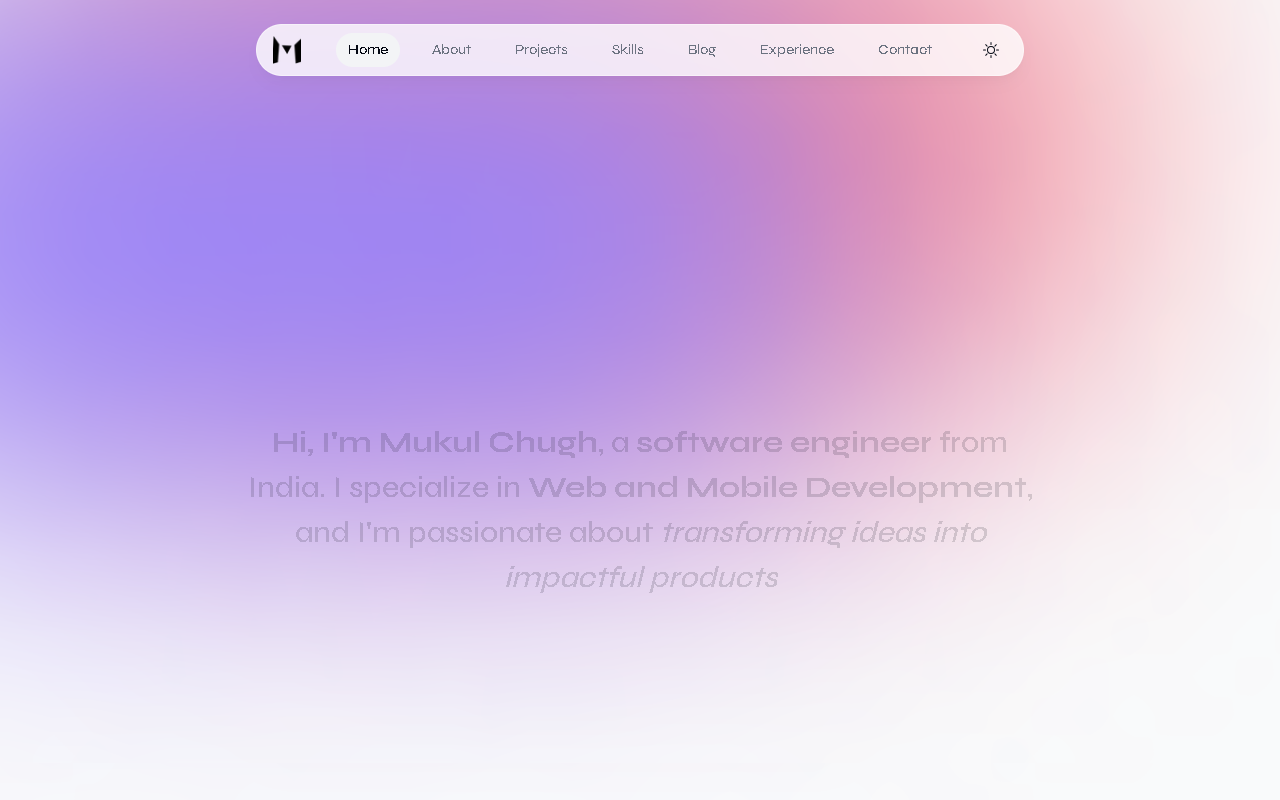 Home About Projects Skills Blog Experience Contact
Hi, I'm Mukul Chugh, a software engineer from
India. I specialize in Web and Mobile Development,
and I'm passionate about transforming ideas into
impactful products